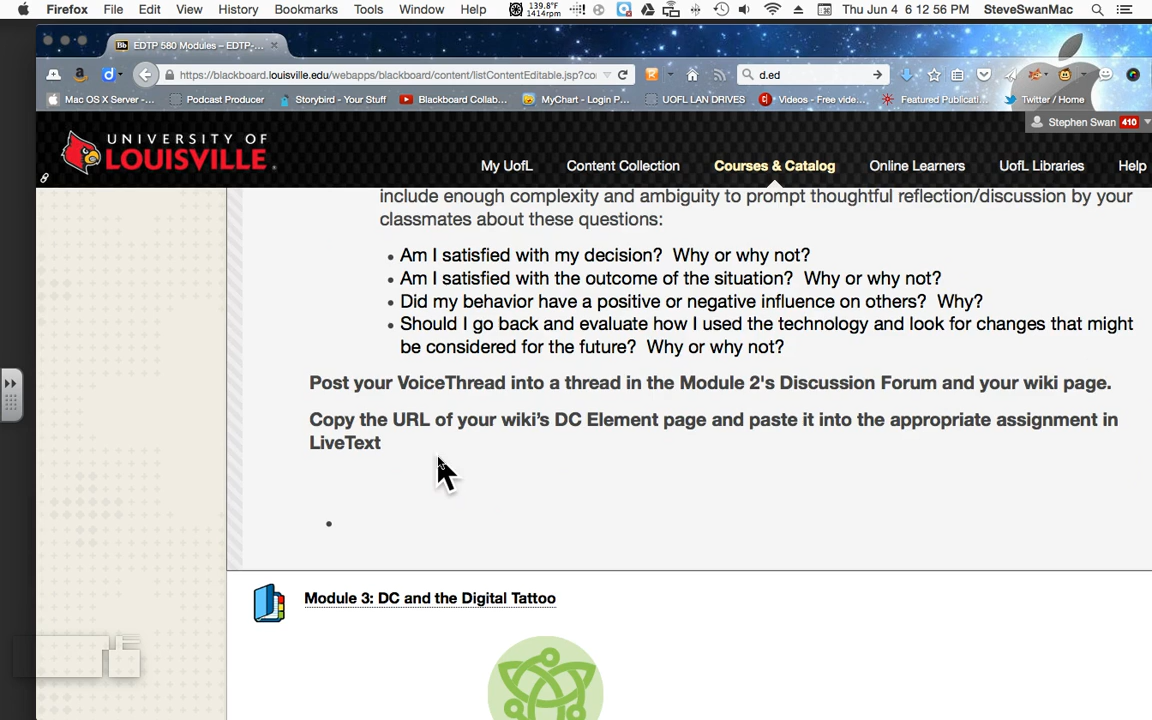 Firefox File Edit View History Bookmarks Tools Window Help 139.8°F 1414rpm Thu Jun 4 6:12:56 PM SteveSwanMac
Bb EDTP 580 Modules – EDTP-...
https://blackboard.louisville.edu/webapps/blackboard/content/listContentEditable.jsp?co d.ed
Mac OS X Server -... Podcast Producer Storybird - Your Stuff Blackboard Collab... MyChart - Login P... UOFL LAN DRIVES Videos - Free vide... Featured Publicati... Twitter / Home
Stephen Swan 410
UNIVERSITY OF
LOUISVILLE
My UofL Content Collection Courses & Catalog Online Learners UofL Libraries Help
include enough complexity and ambiguity to prompt thoughtful reflection/discussion by your
classmates about these questions:
• Am I satisfied with my decision? Why or why not?
• Am I satisfied with the outcome of the situation? Why or why not?
• Did my behavior have a positive or negative influence on others? Why?
• Should I go back and evaluate how I used the technology and look for changes that might
be considered for the future? Why or why not?
Post your VoiceThread into a thread in the Module 2's Discussion Forum and your wiki page.
Copy the URL of your wiki’s DC Element page and paste it into the appropriate assignment in
LiveText
•
Module 3: DC and the Digital Tattoo